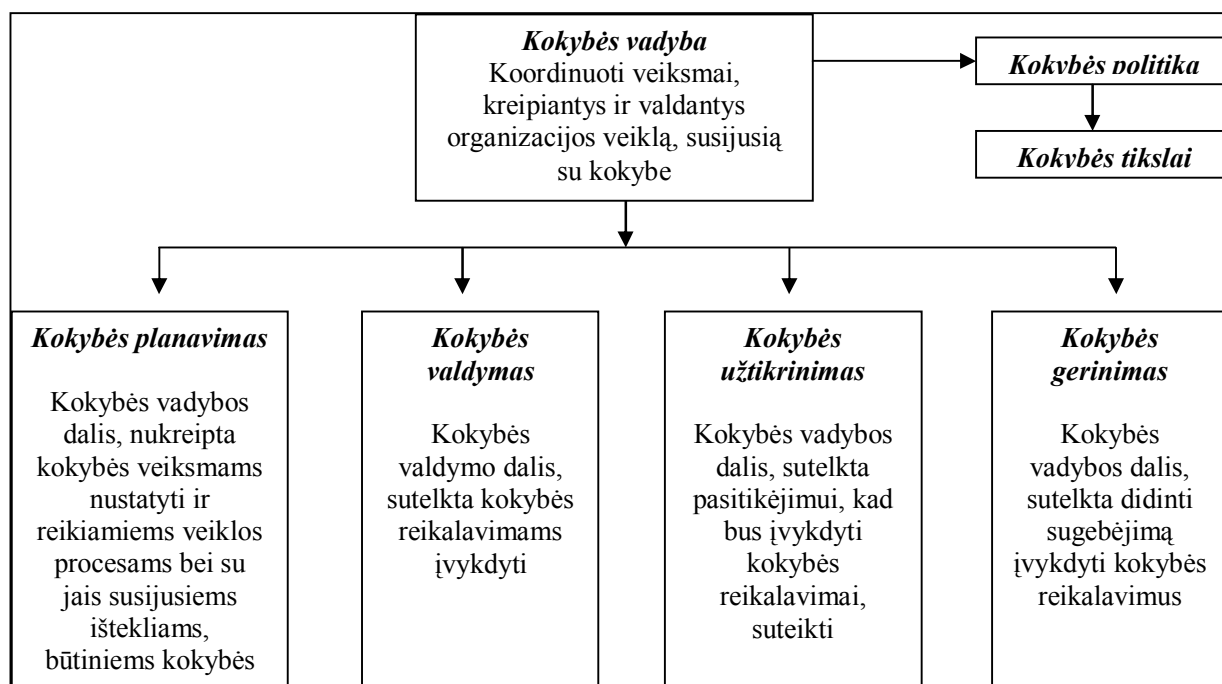 Kokybės vadyba
Koordinuoti veiksmai,
kreipiantys ir valdantys
organizacijos veiklą, susijusią
su kokybe
Kokybės politika
Kokybės tikslai
Kokybės planavimas
Kokybės vadybos
dalis, nukreipta
kokybės veiksmams
nustatyti ir
reikiamiems veiklos
procesams bei su
jais susijusiems
ištekliams,
būtiniems kokybės
Kokybės
valdymas
Kokybės
valdymo dalis,
sutelkta kokybės
reikalavimams
įvykdyti
Kokybės
užtikrinimas
Kokybės vadybos
dalis, sutelkta
pasitikėjimui, kad
bus įvykdyti
kokybės
reikalavimai,
suteikti
Kokybės
gerinimas
Kokybės
vadybos dalis,
sutelkta didinti
sugebėjimą
įvykdyti kokybės
reikalavimus